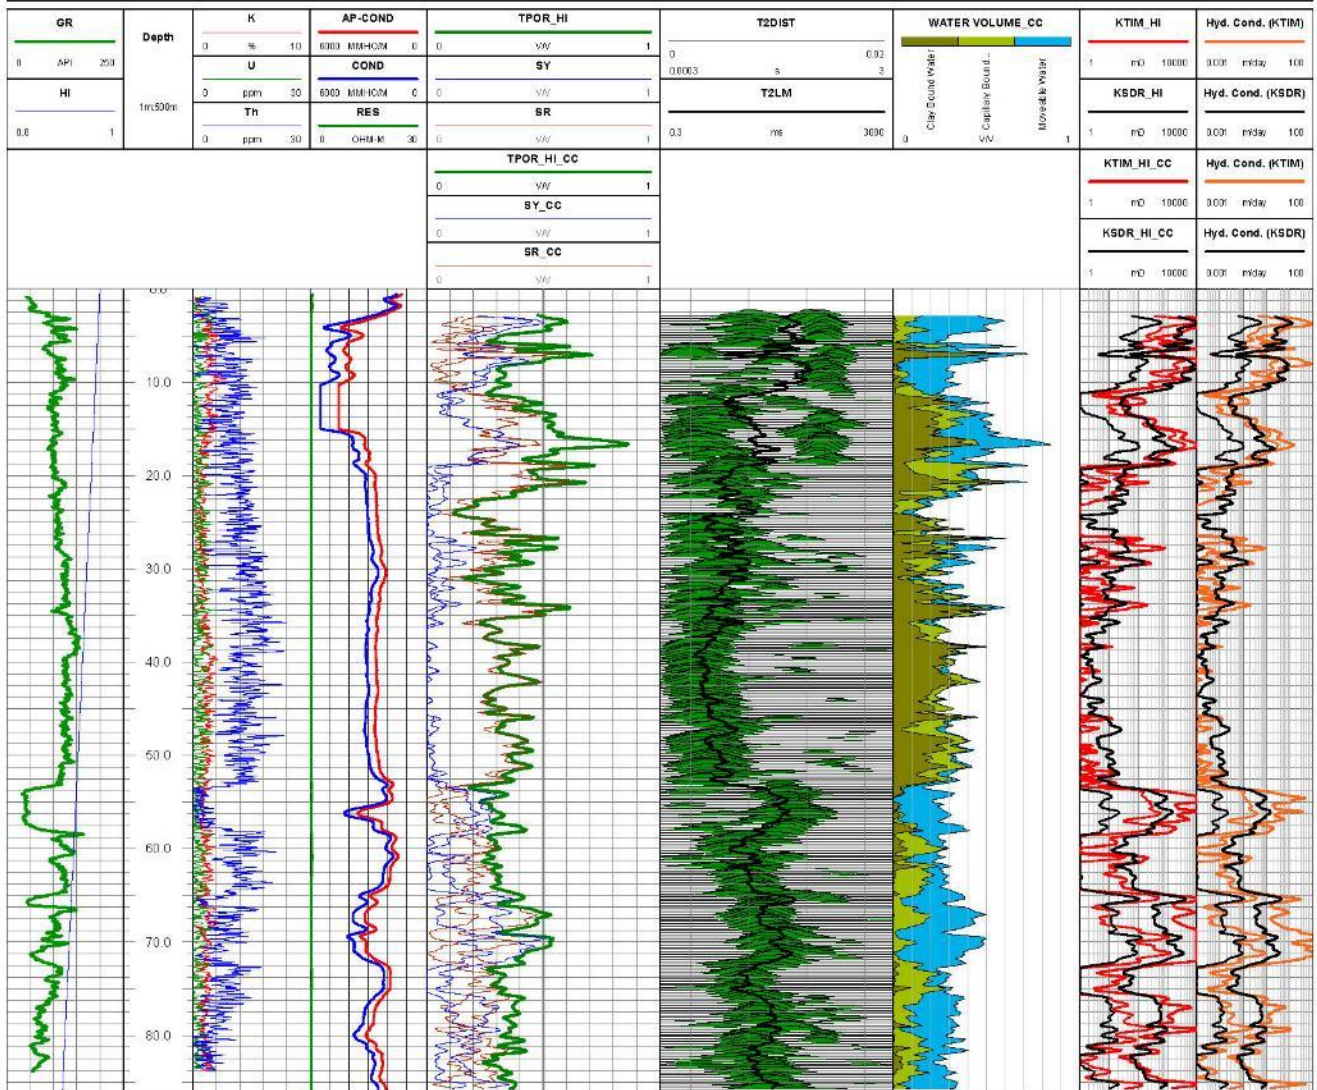 GR
0 API 250
HI
0.8 1
Depth
1m:500m
K
0 % 10
U
0 ppm 30
Th
0 ppm 30
AP-COND
6000 MMHO/M 0
COND
6000 MMHO/M 0
RES
0 OHM-M 30
TPOR_HI
0 V/V 1
SY
0 V/V 1
SR
0 V/V 1
TPOR_HI_CC
0 V/V 1
SY_CC
0 V/V 1
SR_CC
0 V/V 1
T2DIST
0 0.02
0.0003 s 3
T2LM
0.3 ms 3000
WATER VOLUME_CC
Clay Bound Water
Capillary Bound...
Moveable Water
0 V/V 1
KTIM_HI
1 mD 10000
KSDR_HI
1 mD 10000
KTIM_HI_CC
1 mD 10000
KSDR_HI_CC
1 mD 10000
Hyd. Cond. (KTIM)
0.001 m/day 100
Hyd. Cond. (KSDR)
0.001 m/day 100
Hyd. Cond. (KTIM)
0.001 m/day 100
Hyd. Cond. (KSDR)
0.001 m/day 100
0.0
10.0
20.0
30.0
40.0
50.0
60.0
70.0
80.0